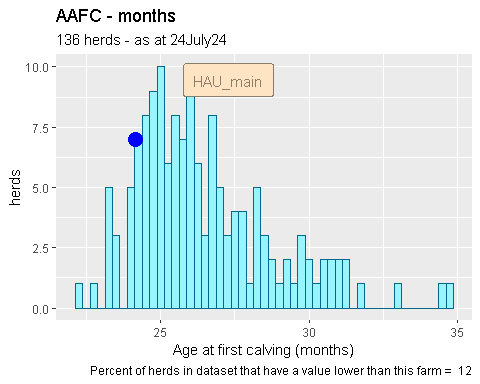 AAFC - months
136 herds - as at 24July24
HAU_main
10.0
7.5
5.0
2.5
0.0
herds
25
30
35
Age at first calving (months)
Percent of herds in dataset that have a value lower than this farm = 12